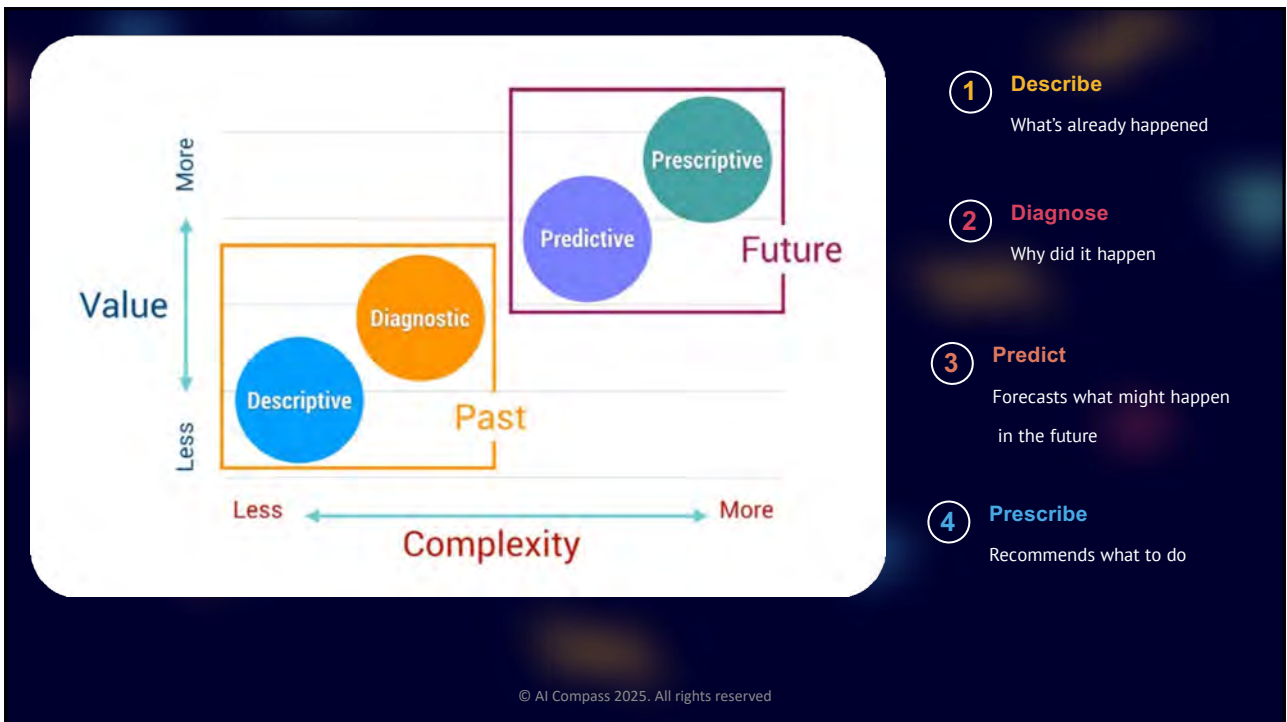 More
Value
Less
Descriptive
Diagnostic
Past
Predictive
Prescriptive
Future
Less
More
Complexity
1
Describe
What's already happened
2
Diagnose
Why did it happen
3
Predict
Forecasts what might happen
in the future
4
Prescribe
Recommends what to do
© AI Compass 2025. All rights reserved